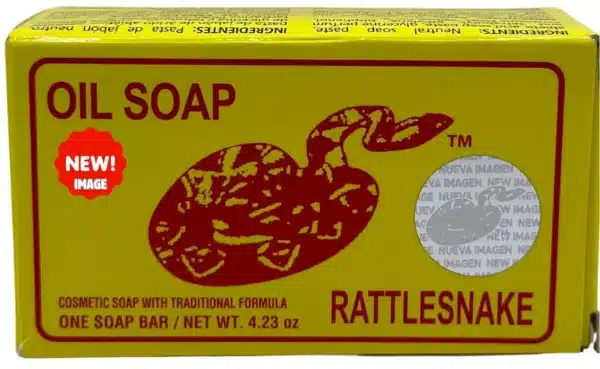 INGREDIENTES: Pasta de jabón neutro
INGREDIENTS: Neutral soap paste,
OIL SOAP
NEW!
IMAGE
TM
NUEVA IMAGEN
NEW IMAGEN
COSMETIC SOAP WITH TRADITIONAL FORMULA
ONE SOAP BAR / NET WT. 4.23 oz
RATTLESNAKE